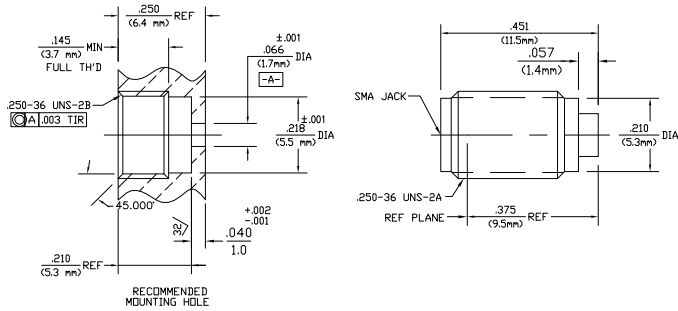 .250 REF
(6.4 mm)
.145 MIN
(3.7 mm)
FULL TH'D
±.001
.066 DIA
(1.7mm)
-A-
.250-36 UNS-2B
◎ A .003 TIR
±.001
.218 DIA
(5.5 mm)
45.000°
32
+.002
-.001
.040
1.0
.210 REF
(5.3 mm)
RECOMMENDED
MOUNTING HOLE
.451
(11.5mm)
.057
(1.4mm)
SMA JACK
.210 DIA
(5.3mm)
.250-36 UNS-2A
REF PLANE
.375 REF
(9.5mm)